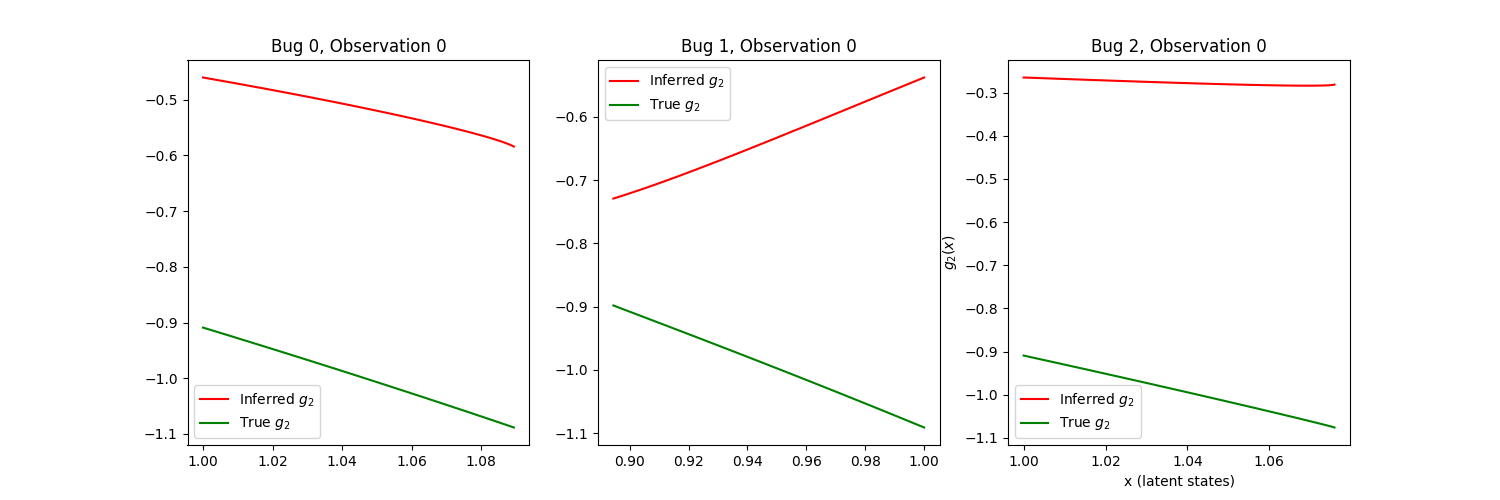 Bug 0, Observation 0
−0.5
−0.6
−0.7
−0.8
−0.9
−1.0
−1.1
Inferred g₂
True g₂
1.00 1.02 1.04 1.06 1.08
Bug 1, Observation 0
Inferred g₂
True g₂
−0.6
−0.7
−0.8
−0.9
−1.0
−1.1
0.90 0.92 0.94 0.96 0.98 1.00
Bug 2, Observation 0
g₂(x)
−0.3
−0.4
−0.5
−0.6
−0.7
−0.8
−0.9
−1.0
−1.1
Inferred g₂
True g₂
1.00 1.02 1.04 1.06
x (latent states)